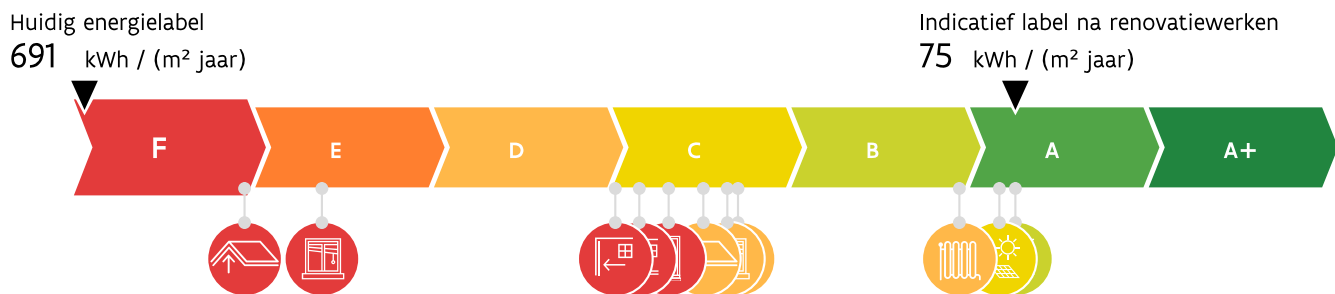 Huidig energielabel
691 kWh / (m² jaar)
Indicatief label na renovatiewerken
75 kWh / (m² jaar)
F E D C B A A+